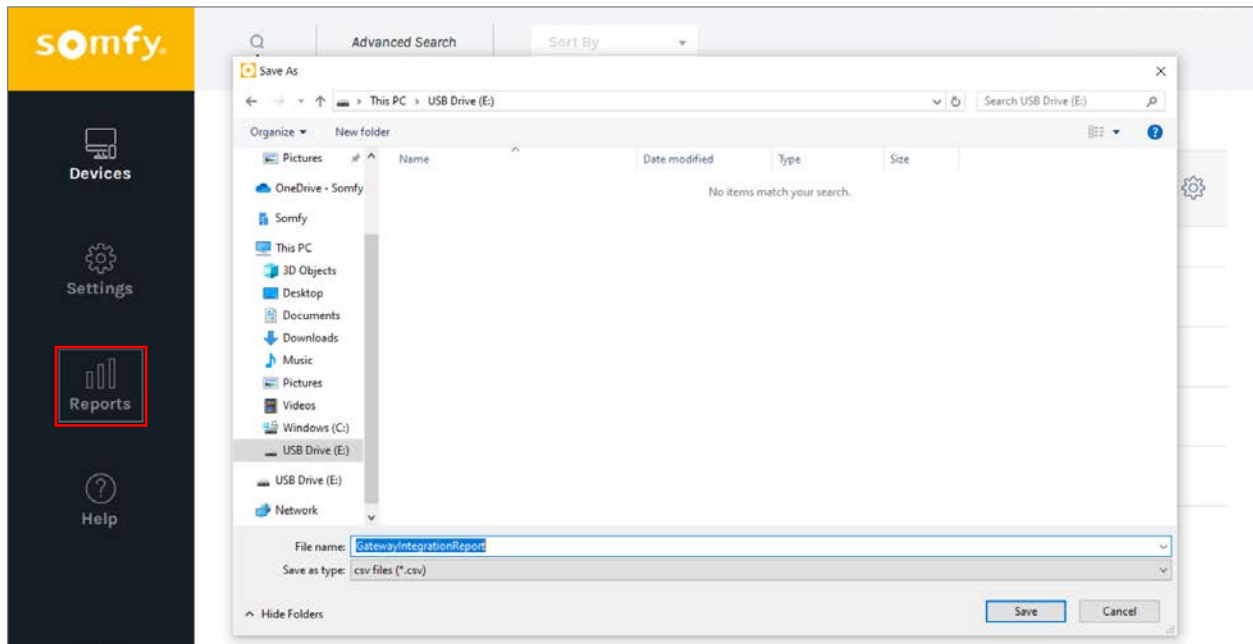 somfy.
Advanced Search
Sort By
Devices
Settings
Reports
Help
Save As
This PC > USB Drive (E:)
Search USB Drive (E:)
Organize
New folder
Pictures
OneDrive - Somfy
Somfy
This PC
3D Objects
Desktop
Documents
Downloads
Music
Pictures
Videos
Windows (C:)
USB Drive (E:)
USB Drive (E:)
Network
Name
Date modified
Type
Size
No items match your search.
File name: GatewayIntegrationReport
Save as type: csv files (*.csv)
Hide Folders
Save
Cancel